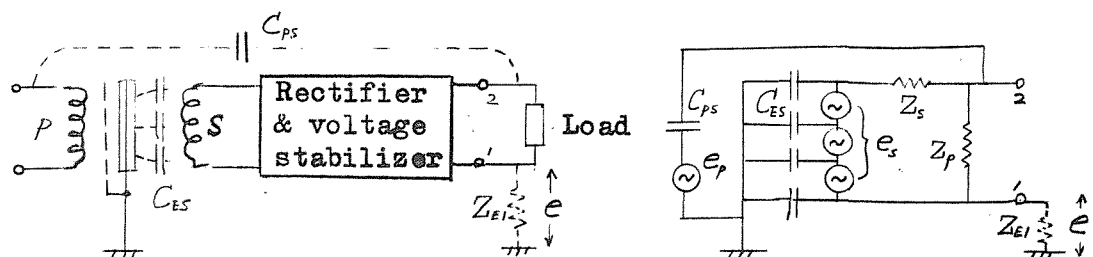 C_PS
P
S
C_ES
Rectifier
& voltage
stabilizer
2
1
Load
Z_E1
e
C_PS
C_ES
e_p
e_s
Z_s
Z_p
2
1
Z_E1
e